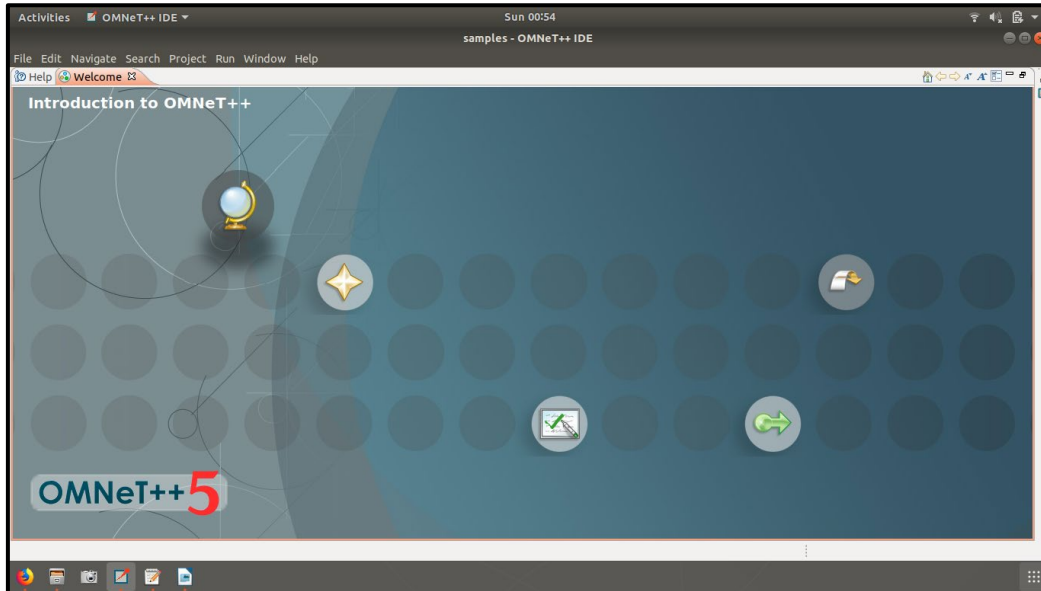 Activities OMNeT++ IDE Sun 00:54
samples - OMNeT++ IDE
File Edit Navigate Search Project Run Window Help
Help Welcome
Introduction to OMNeT++
OMNeT++5